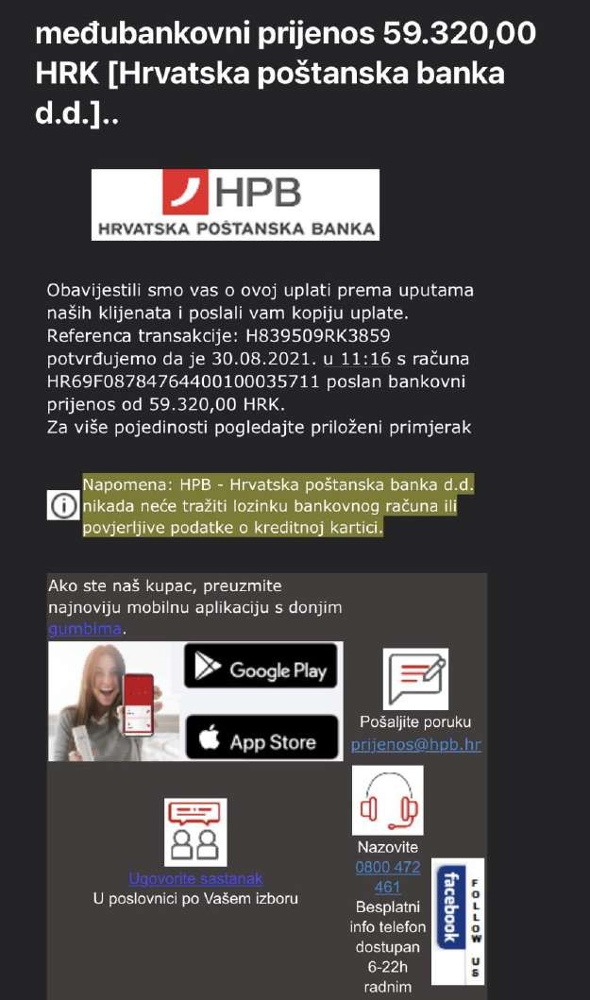 međubankovni prijenos 59.320,00
HRK [Hrvatska poštanska banka
d.d.]..
HPB
HRVATSKA POŠTANSKA BANKA
Obavijestili smo vas o ovoj uplati prema uputama
naših klijenata i poslali vam kopiju uplate.
Referenca transakcije: H839509RK3859
potvrđujemo da je 30.08.2021. u 11:16 s računa
HR69F08784764400100035711 poslan bankovni
prijenos od 59.320,00 HRK.
Za više pojedinosti pogledajte priloženi primjerak
Napomena: HPB - Hrvatska poštanska banka d.d.
nikada neće tražiti lozinku bankovnog računa ili
povjerljive podatke o kreditnoj kartici.
Ako ste naš kupac, preuzmite
najnoviju mobilnu aplikaciju s donjim
gumbima.
Google Play
App Store
Pošaljite poruku
prijenos@hpb.hr
Ugovorite sastanak
U poslovnici po Vašem izboru
Nazovite
0800 472
461
Besplatni
info telefon
dostupan
6-22h
radnim
facebook
FOLLOW US